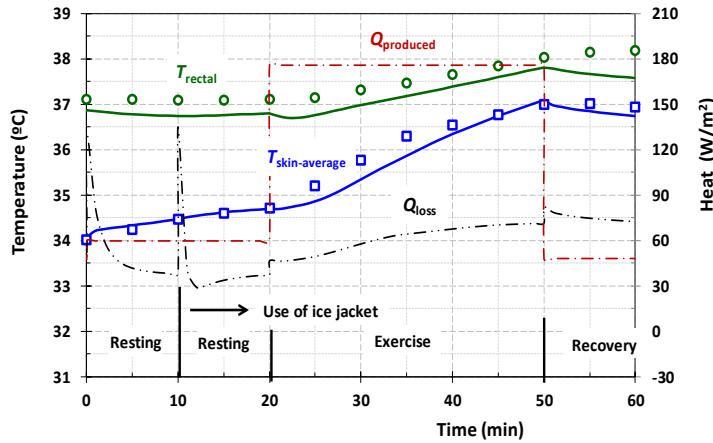 39
38
37
36
35
34
33
32
31
Temperature (ºC)
210
180
150
120
90
60
30
0
-30
Heat (W/m²)
Qproduced
Trectal
Tskin-average
Qloss
Use of ice jacket
Resting
Resting
Exercise
Recovery
0 10 20 30 40 50 60
Time (min)